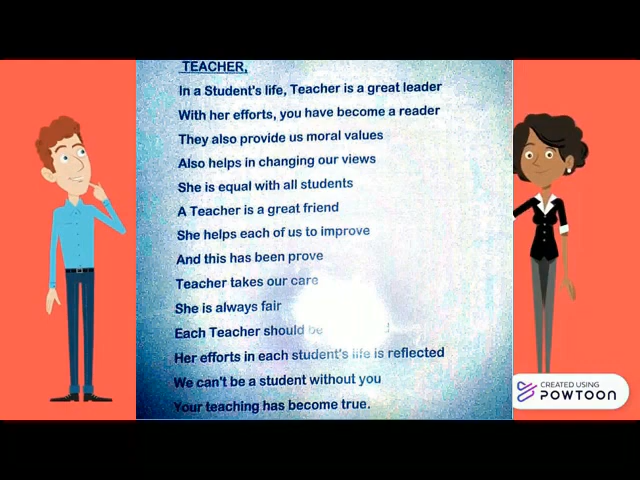 TEACHER,
In a Student's life, Teacher is a great leader
With her efforts, you have become a reader
They also provide us moral values
Also helps in changing our views
She is equal with all students
A Teacher is a great friend
She helps each of us to improve
And this has been prove
Teacher takes our care
She is always fair
Each Teacher should be
Her efforts in each student's life is reflected
We can't be a student without you
Your teaching has become true.
CREATED USING
POWTOON